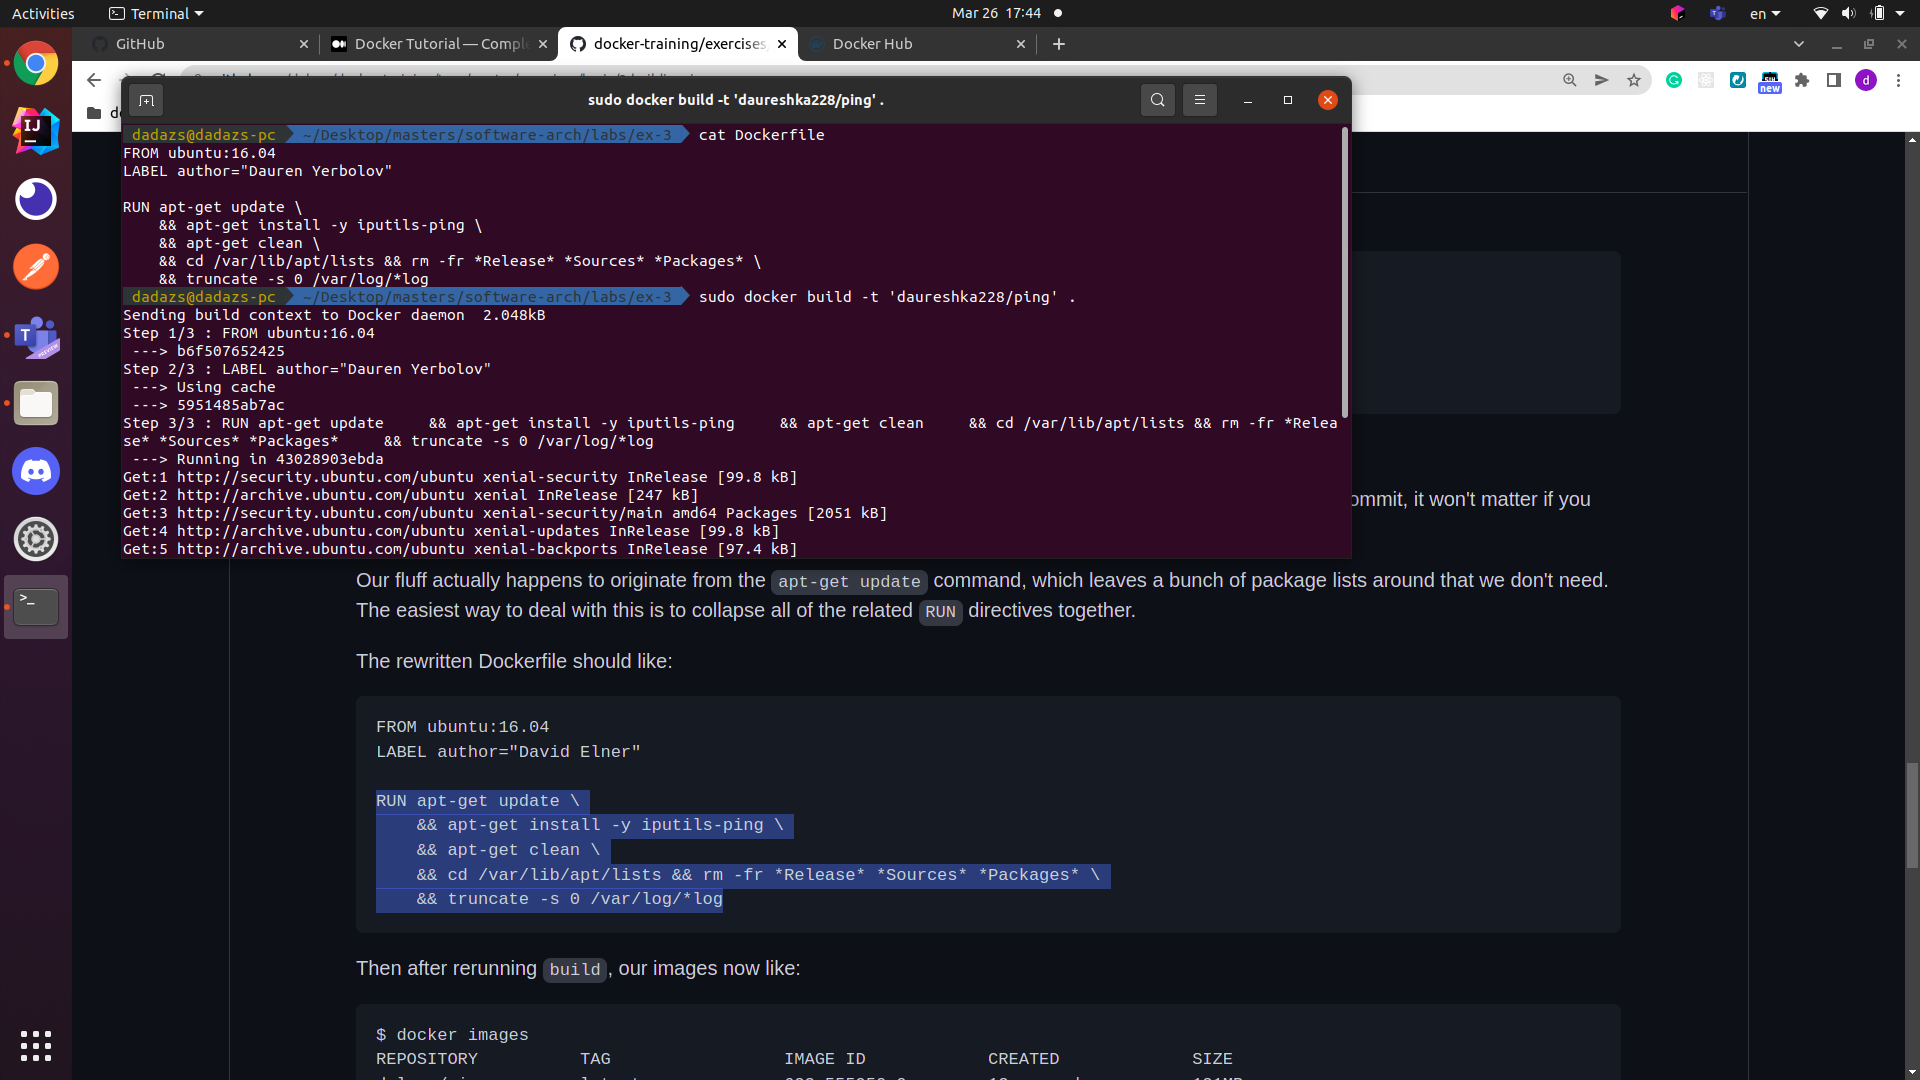 Activities
Terminal
Mar 26 17:44
en
GitHub
Docker Tutorial — Comple
docker-training/exercises
Docker Hub
new
d
sudo docker build -t 'daureshka228/ping' .
dadazs@dadazs-pc ~/Desktop/masters/software-arch/labs/ex-3 cat Dockerfile
FROM ubuntu:16.04
LABEL author="Dauren Yerbolov"
RUN apt-get update \
&& apt-get install -y iputils-ping \
&& apt-get clean \
&& cd /var/lib/apt/lists && rm -fr *Release* *Sources* *Packages* \
&& truncate -s 0 /var/log/*log
dadazs@dadazs-pc ~/Desktop/masters/software-arch/labs/ex-3 sudo docker build -t 'daureshka228/ping' .
Sending build context to Docker daemon 2.048kB
Step 1/3 : FROM ubuntu:16.04
---> b6f507652425
Step 2/3 : LABEL author="Dauren Yerbolov"
---> Using cache
---> 5951485ab7ac
Step 3/3 : RUN apt-get update && apt-get install -y iputils-ping && apt-get clean && cd /var/lib/apt/lists && rm -fr *Relea
se* *Sources* *Packages* && truncate -s 0 /var/log/*log
---> Running in 43028903ebda
Get:1 http://security.ubuntu.com/ubuntu xenial-security InRelease [99.8 kB]
Get:2 http://archive.ubuntu.com/ubuntu xenial InRelease [247 kB]
Get:3 http://security.ubuntu.com/ubuntu xenial-security/main amd64 Packages [2051 kB]
Get:4 http://archive.ubuntu.com/ubuntu xenial-updates InRelease [99.8 kB]
Get:5 http://archive.ubuntu.com/ubuntu xenial-backports InRelease [97.4 kB]
ommit, it won't matter if you
Our fluff actually happens to originate from the apt-get update command, which leaves a bunch of package lists around that we don't need.
The easiest way to deal with this is to collapse all of the related RUN directives together.
The rewritten Dockerfile should like:
FROM ubuntu:16.04
LABEL author="David Elner"
RUN apt-get update \
&& apt-get install -y iputils-ping \
&& apt-get clean \
&& cd /var/lib/apt/lists && rm -fr *Release* *Sources* *Packages* \
&& truncate -s 0 /var/log/*log
Then after rerunning build, our images now like:
$ docker images
REPOSITORY TAG IMAGE ID CREATED SIZE